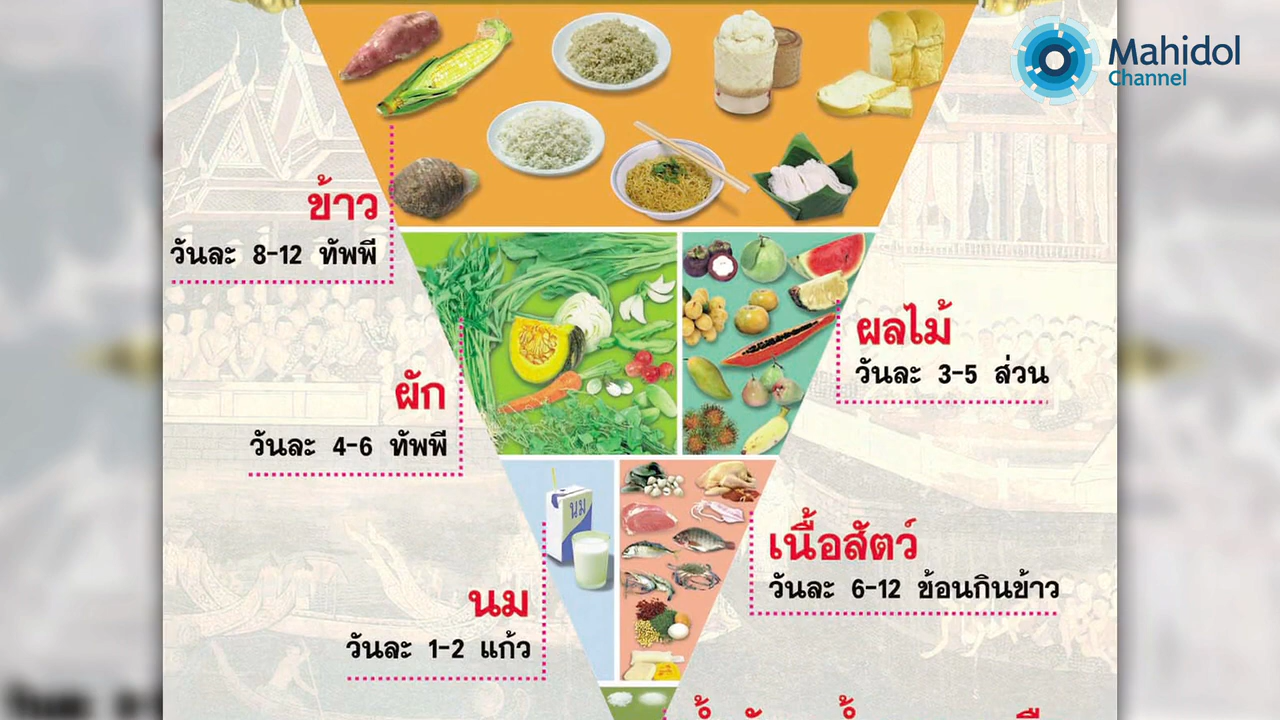 Mahidol
Channel
ข้าว
วันละ 8-12 ทัพพี
ผลไม้
วันละ 3-5 ส่วน
ผัก
วันละ 4-6 ทัพพี
นม
เนื้อสัตว์
วันละ 6-12 ช้อนกินข้าว
นม
วันละ 1-2 แก้ว